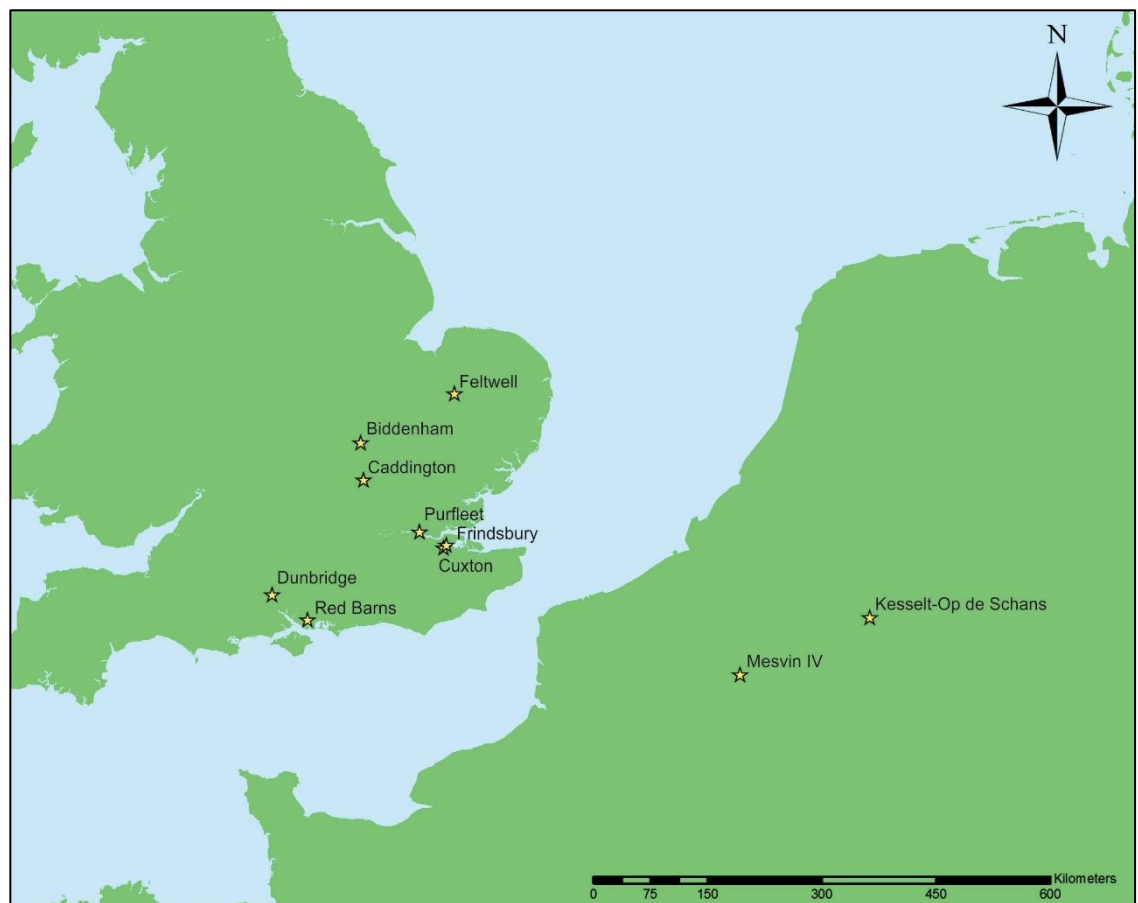 N
Feltwell
Biddenham
Caddington
Purfleet
Frindsbury
Cuxton
Dunbridge
Red Barns
Kesselt-Op de Schans
Mesvin IV
Kilometers
0 75 150 300 450 600